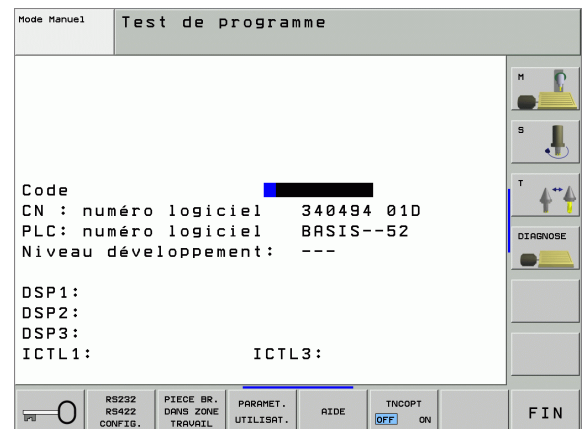 Mode Manuel
Test de programme
M
S
T
DIAGNOSE
Code
CN : numéro logiciel 340494 01D
PLC: numéro logiciel BASIS--52
Niveau développement: ---
DSP1:
DSP2:
DSP3:
ICTL1: ICTL3:
RS232
RS422
CONFIG.
PIECE BR.
DANS ZONE
TRAVAIL
PARAMET.
UTILISAT.
AIDE
TNCOPT
OFF ON
FIN